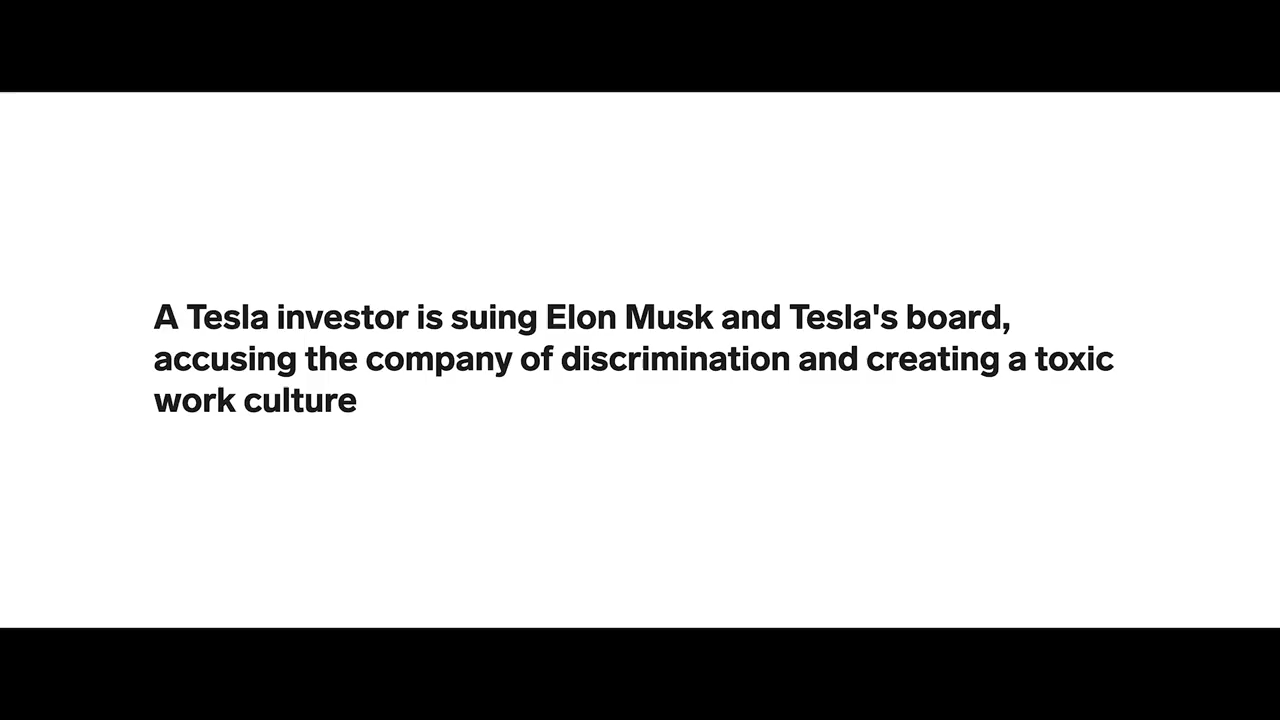 A Tesla investor is suing Elon Musk and Tesla's board,
accusing the company of discrimination and creating a toxic
work culture